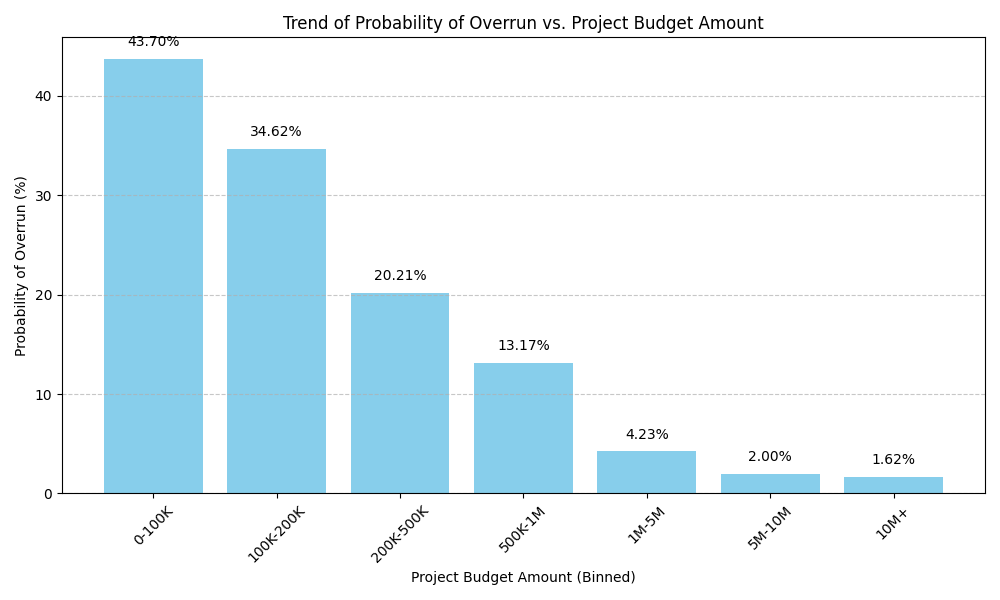 Trend of Probability of Overrun vs. Project Budget Amount
43.70%
34.62%
20.21%
13.17%
4.23%
2.00%
1.62%
Probability of Overrun (%)
40
30
20
10
0
0-100K
100K-200K
200K-500K
500K-1M
1M-5M
5M-10M
10M+
Project Budget Amount (Binned)